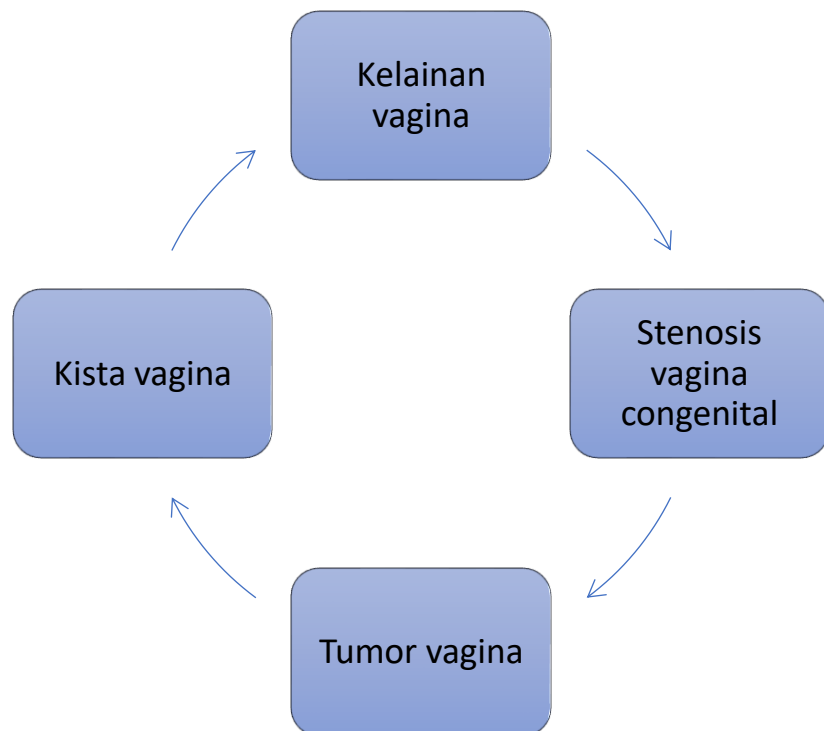 Kelainan
vagina
Stenosis
vagina
congenital
Tumor vagina
Kista vagina